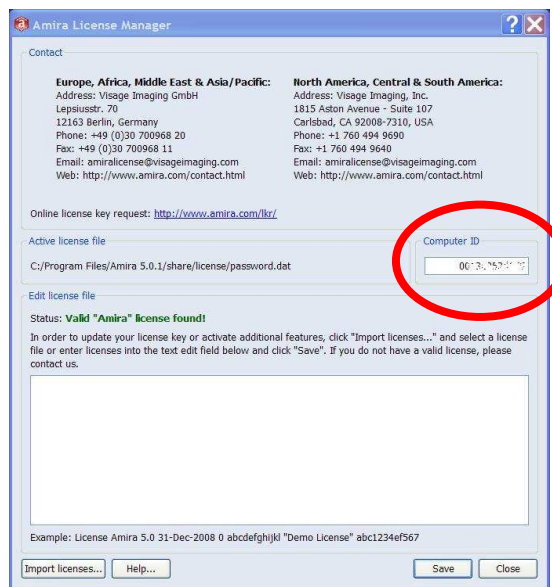 Amira License Manager
Contact
Europe, Africa, Middle East & Asia/Pacific:
Address: Visage Imaging GmbH
Lepsiusstr. 70
12163 Berlin, Germany
Phone: +49 (0)30 700968 20
Fax: +49 (0)30 700968 11
Email: amiralicense@visageimaging.com
Web: http://www.amira.com/contact.html
North America, Central & South America:
Address: Visage Imaging, Inc.
1815 Aston Avenue - Suite 107
Carlsbad, CA 92008-7310, USA
Phone: +1 760 494 9690
Fax: +1 760 494 9640
Email: amiralicense@visageimaging.com
Web: http://www.amira.com/contact.html
Online license key request: http://www.amira.com/lkr/
Active license file
C:/Program Files/Amira 5.0.1/share/license/password.dat
Computer ID
Edit license file
Status: Valid "Amira" license found!
In order to update your license key or activate additional features, click "Import licenses..." and select a license
file or enter licenses into the text edit field below and click "Save". If you do not have a valid license, please
contact us.
Example: License Amira 5.0 31-Dec-2008 0 abcdefghijkl "Demo License" abc1234ef567
Import licenses...
Help...
Save
Close